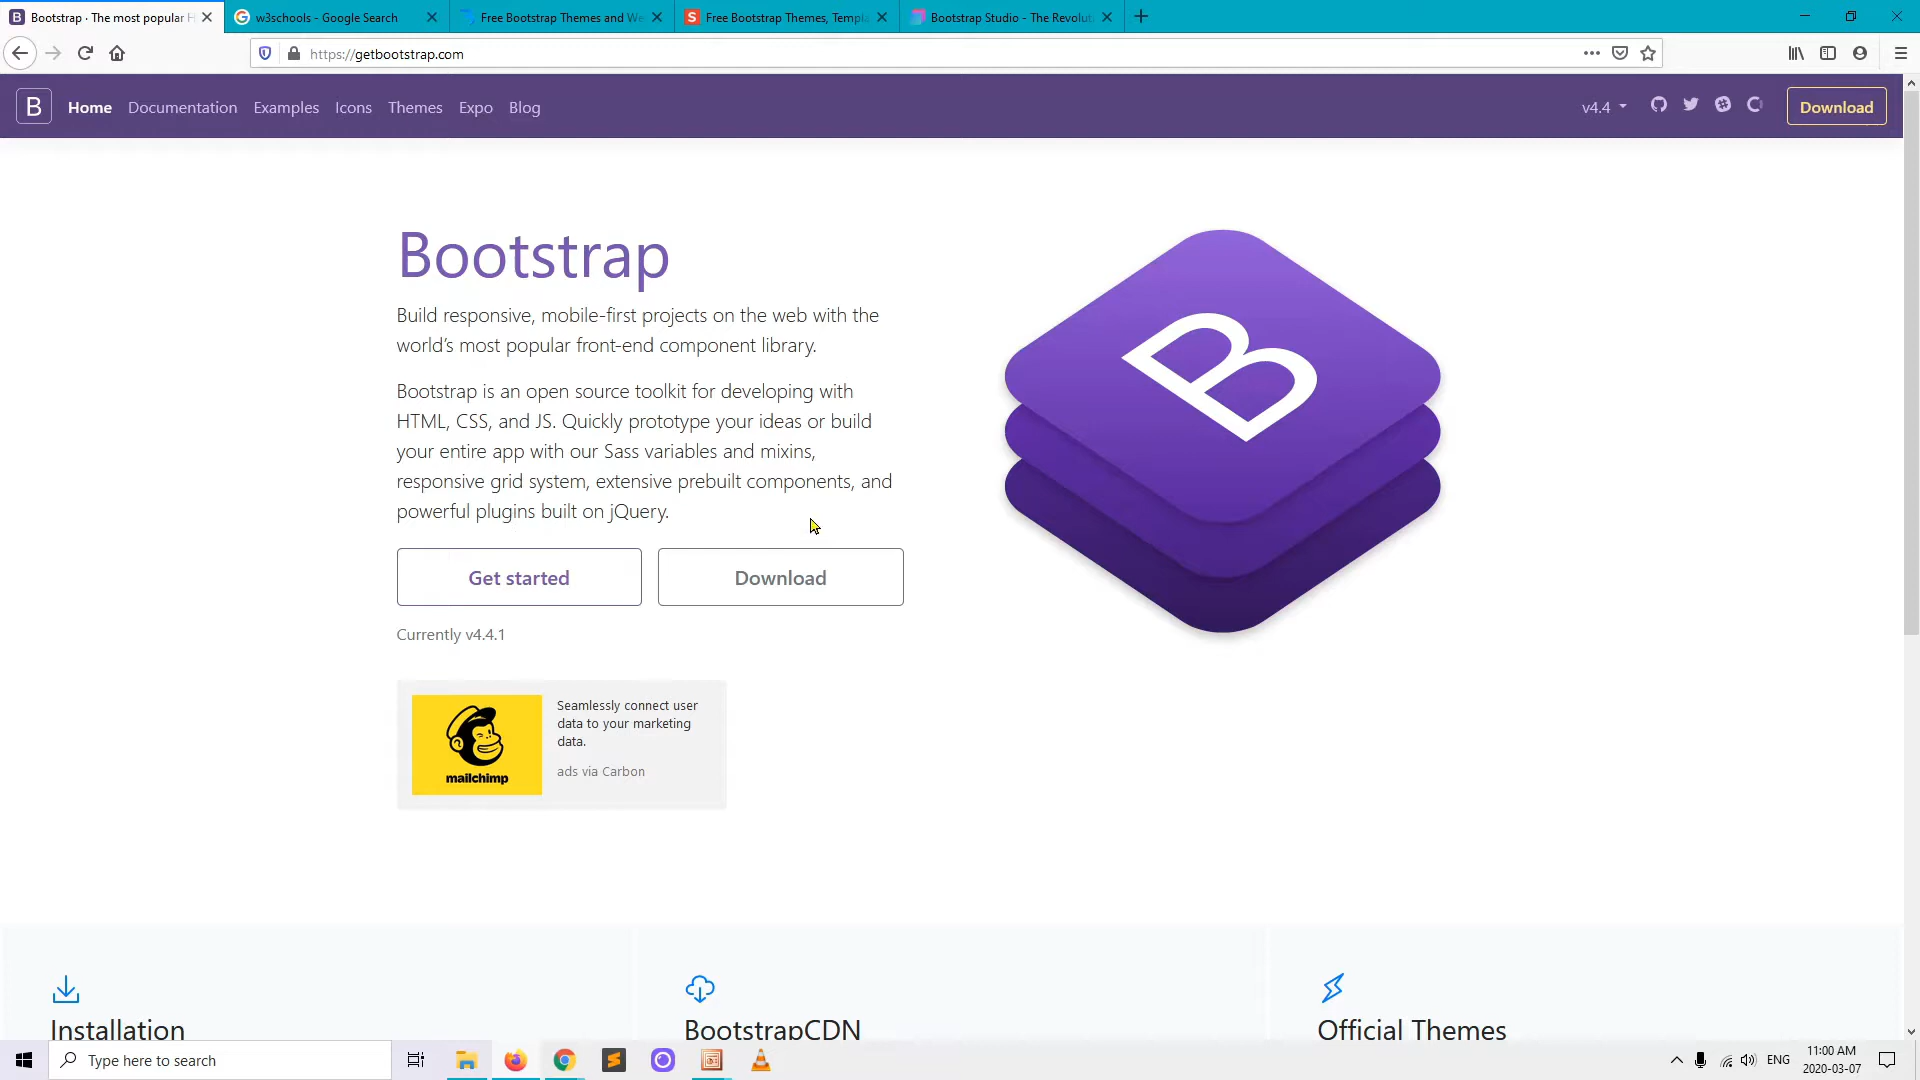 Bootstrap · The most popular H
w3schools - Google Search
Free Bootstrap Themes and We
S Free Bootstrap Themes, Templa
Bootstrap Studio - The Revolut
https://getbootstrap.com
B Home Documentation Examples Icons Themes Expo Blog v4.4 Download
Bootstrap
Build responsive, mobile-first projects on the web with the
world's most popular front-end component library.
Bootstrap is an open source toolkit for developing with
HTML, CSS, and JS. Quickly prototype your ideas or build
your entire app with our Sass variables and mixins,
responsive grid system, extensive prebuilt components, and
powerful plugins built on jQuery.
B
Get started Download
Currently v4.4.1
mailchimp
Seamlessly connect user
data to your marketing
data.
ads via Carbon
Installation BootstrapCDN Official Themes
Type here to search
ENG
11:00 AM
2020-03-07